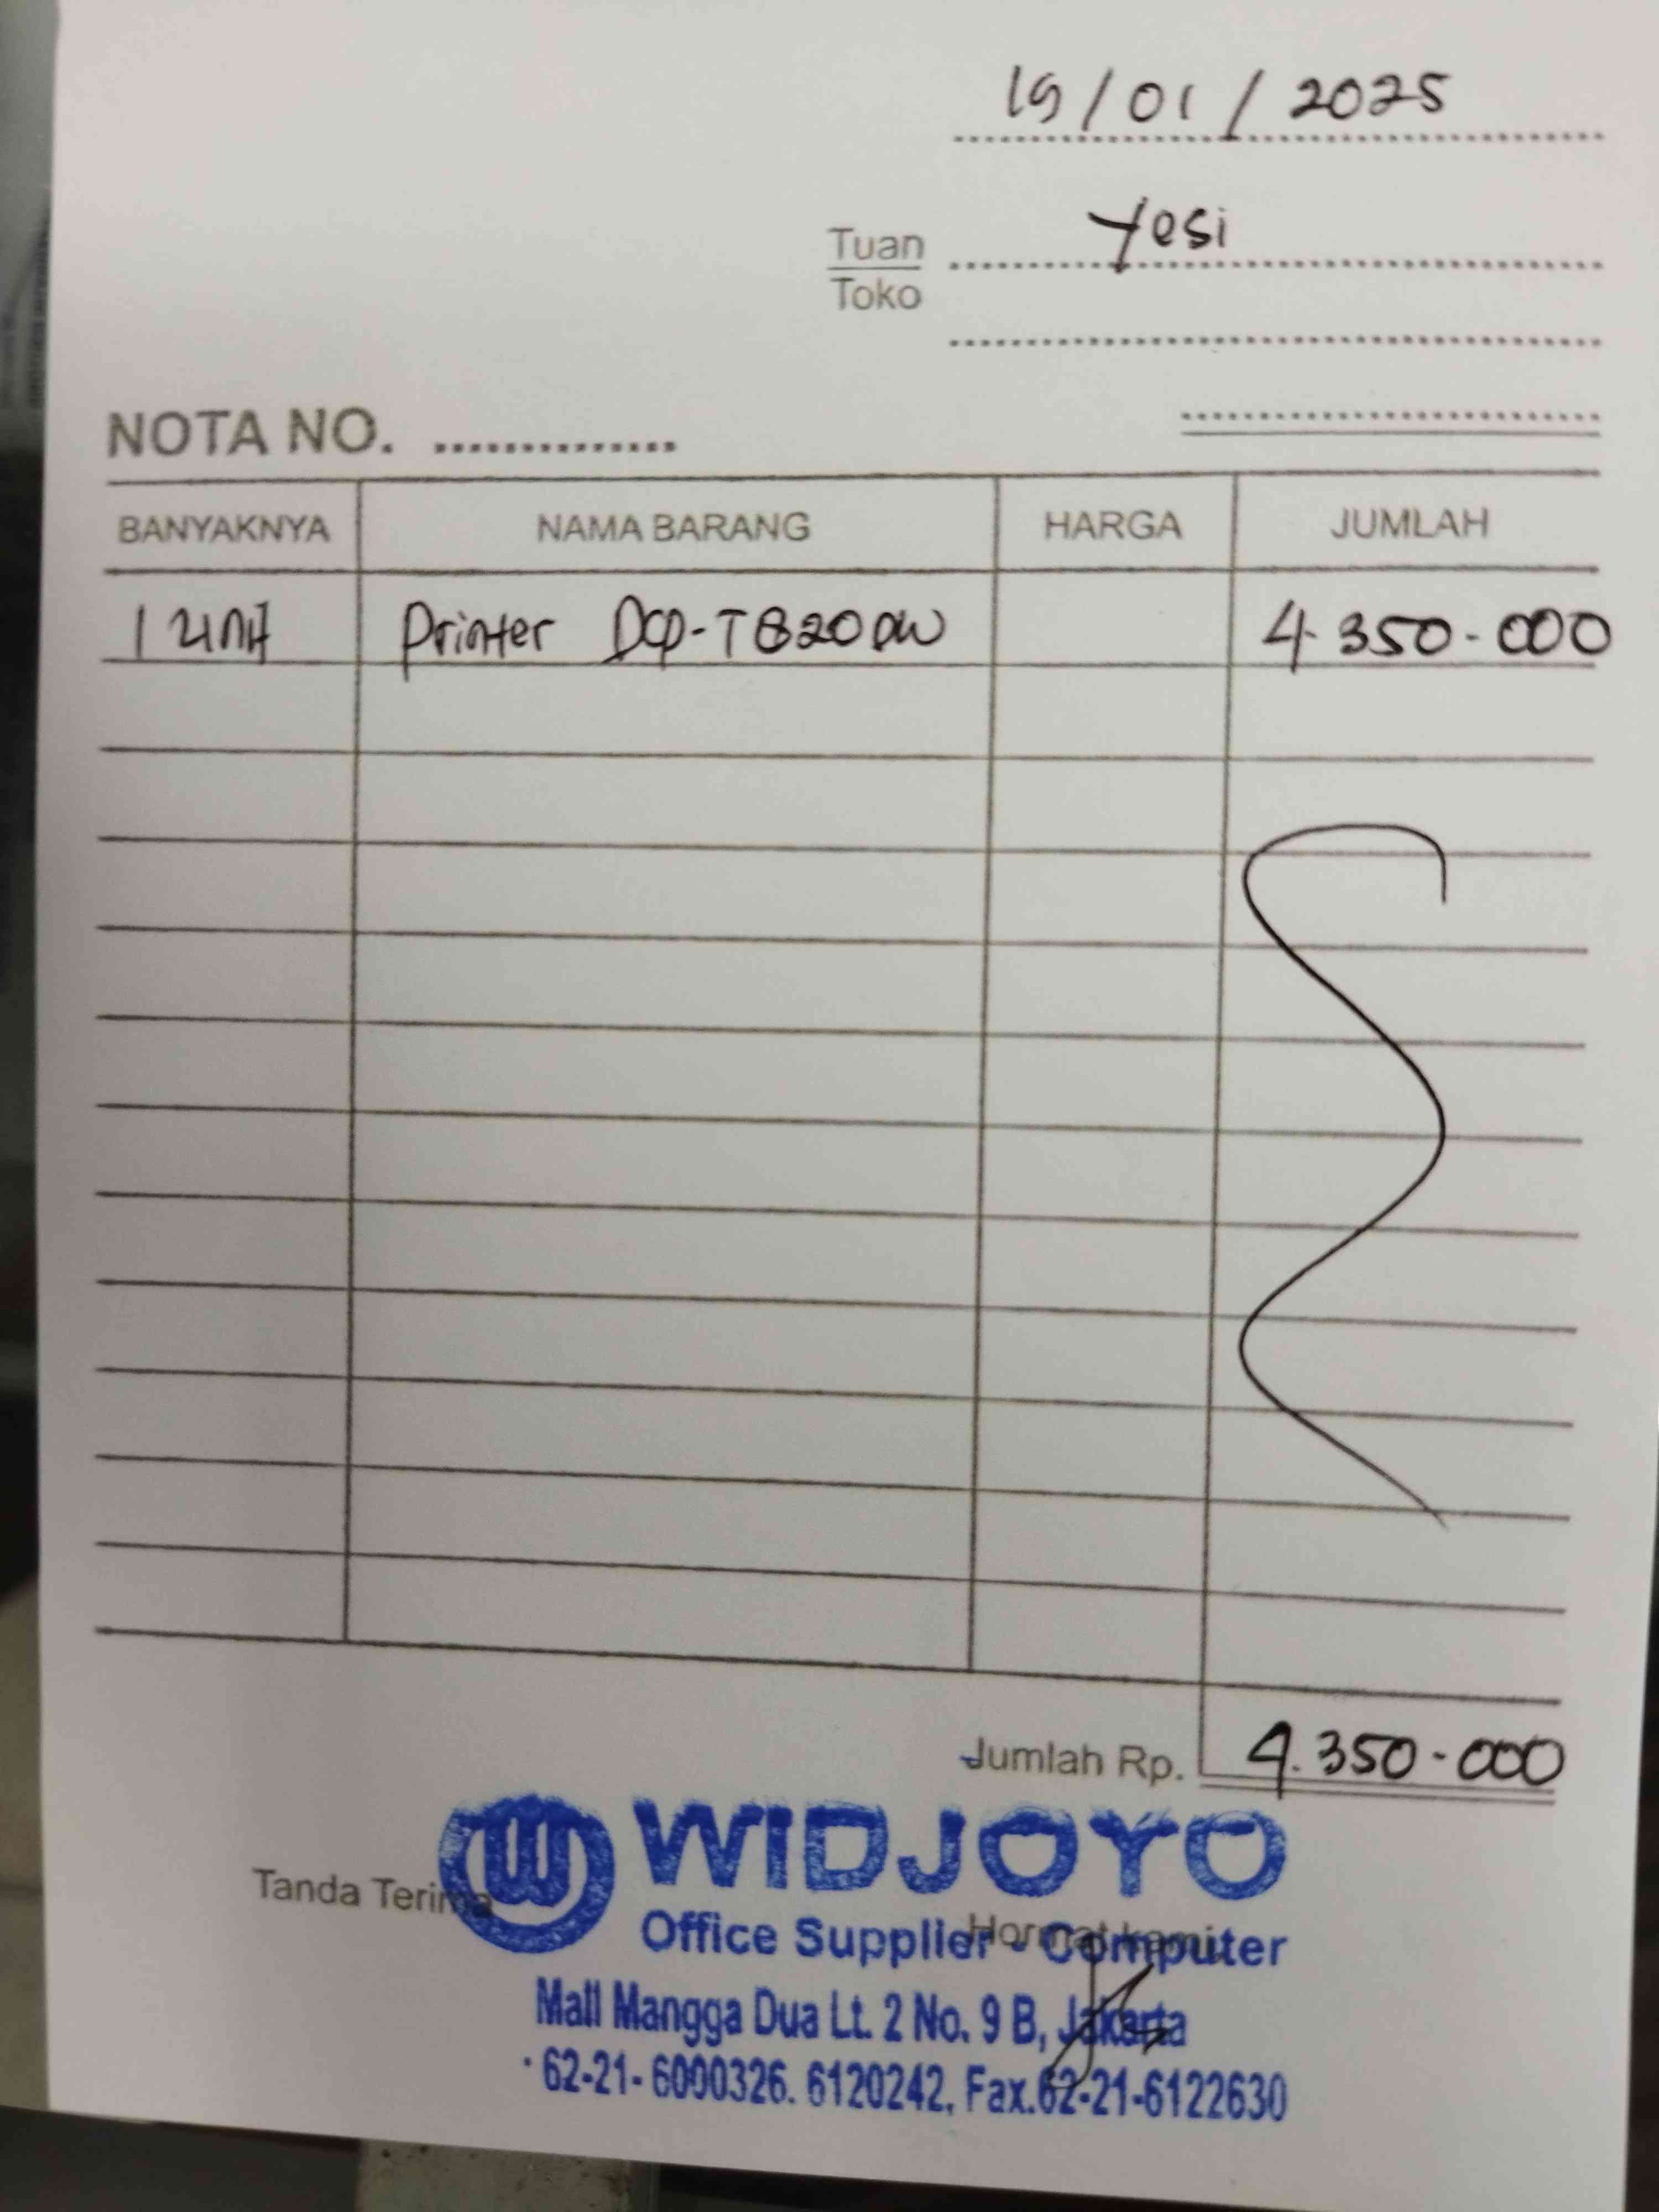 19/01/2025
Tuan Yesi
Toko
NOTA NO.
BANYAKNYA NAMA BARANG HARGA JUMLAH
1 unit Printer DCP-T820DW 4.350.000
Jumlah Rp. 4.350.000
WIDJOYO
Tanda Terima
Office Supplier - Computer
Hormat kami,
Mall Mangga Dua Lt. 2 No. 9 B, Jakarta
62-21-6000326. 6120242, Fax.62-21-6122630